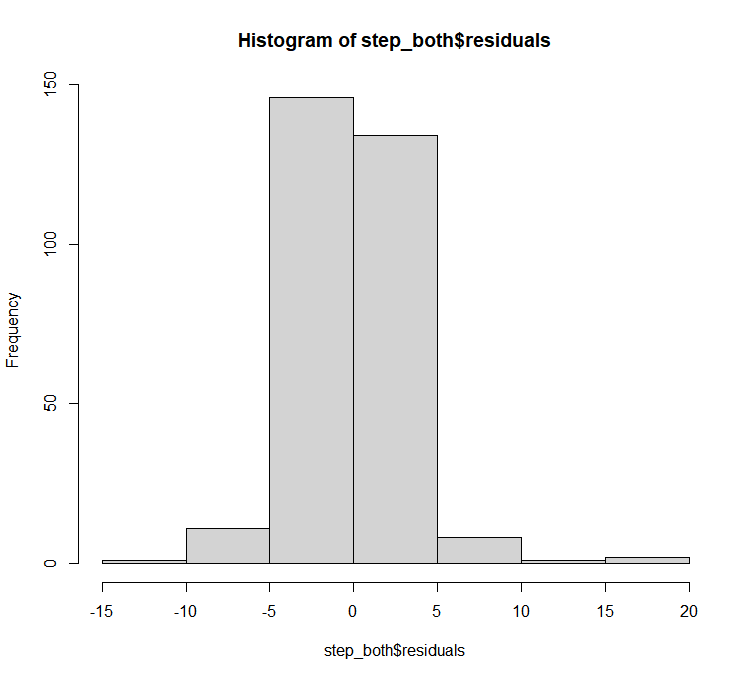 Histogram of step_both$residuals
Frequency
150
100
50
0
-15 -10 -5 0 5 10 15 20
step_both$residuals